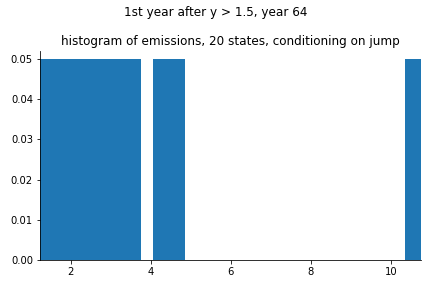 1st year after y > 1.5, year 64
histogram of emissions, 20 states, conditioning on jump
0.05
0.04
0.03
0.02
0.01
0.00
2 4 6 8 10